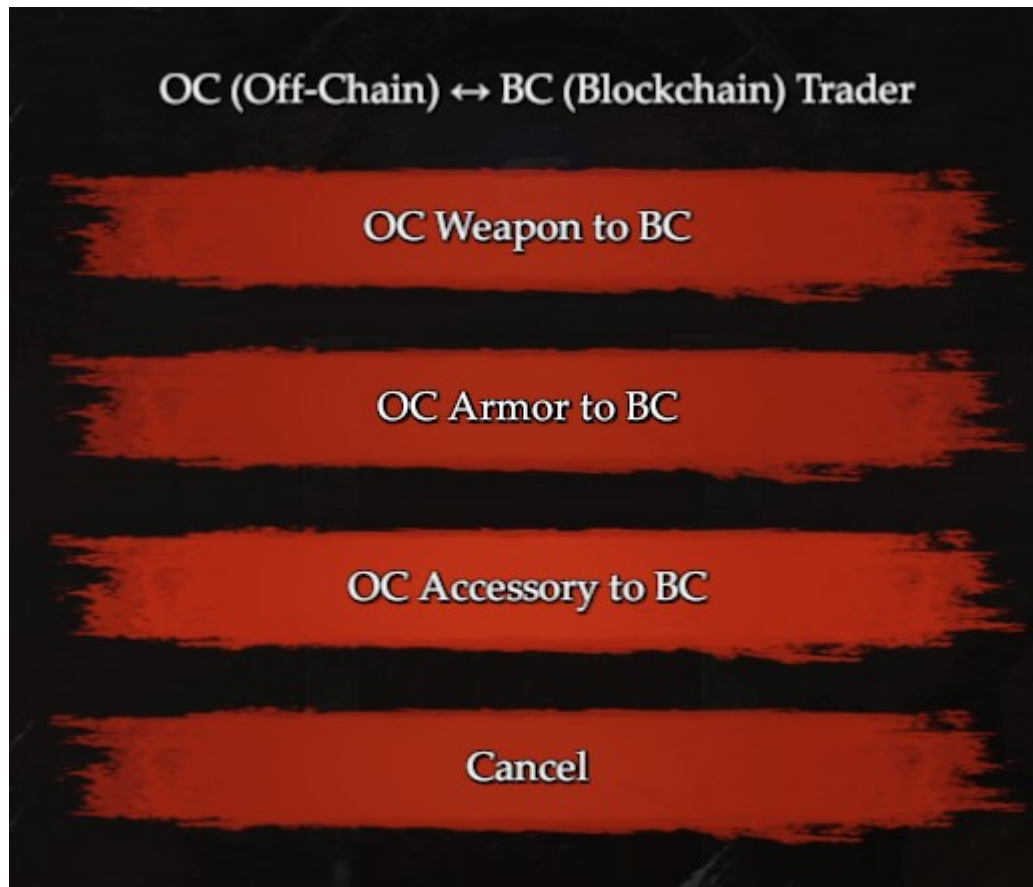 OC (Off-Chain) ↔ BC (Blockchain) Trader
OC Weapon to BC
OC Armor to BC
OC Accessory to BC
Cancel